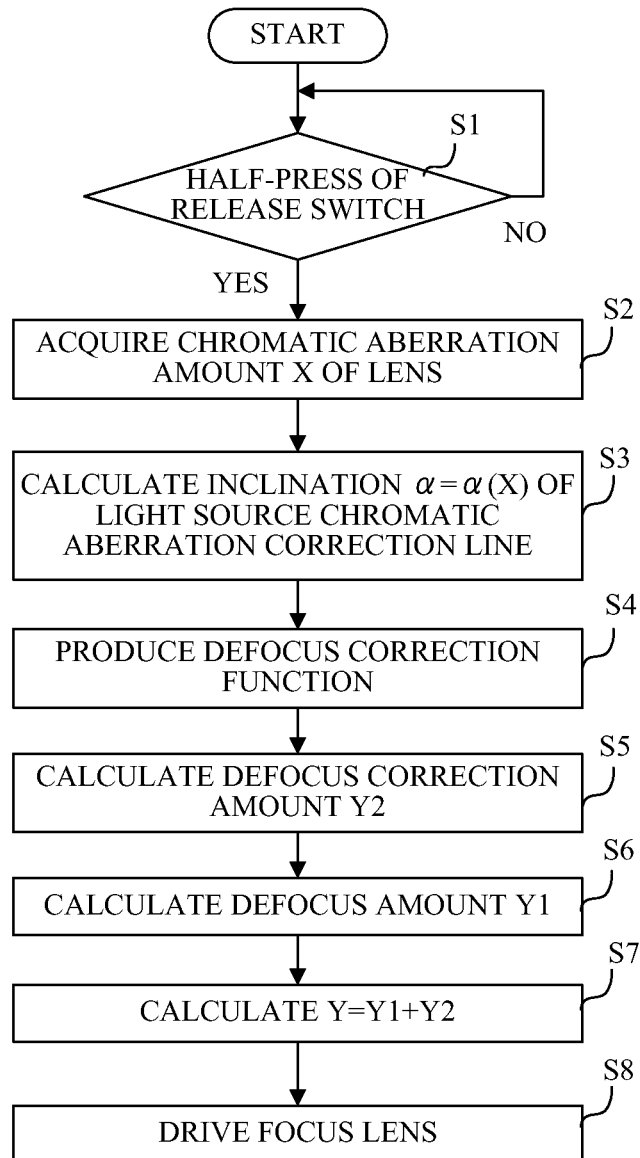 START
S1
HALF-PRESS OF
RELEASE SWITCH
NO
YES
S2
ACQUIRE CHROMATIC ABERRATION
AMOUNT X OF LENS
S3
CALCULATE INCLINATION α=α(X) OF
LIGHT SOURCE CHROMATIC
ABERRATION CORRECTION LINE
S4
PRODUCE DEFOCUS CORRECTION
FUNCTION
S5
CALCULATE DEFOCUS CORRECTION
AMOUNT Y2
S6
CALCULATE DEFOCUS AMOUNT Y1
S7
CALCULATE Y=Y1+Y2
S8
DRIVE FOCUS LENS